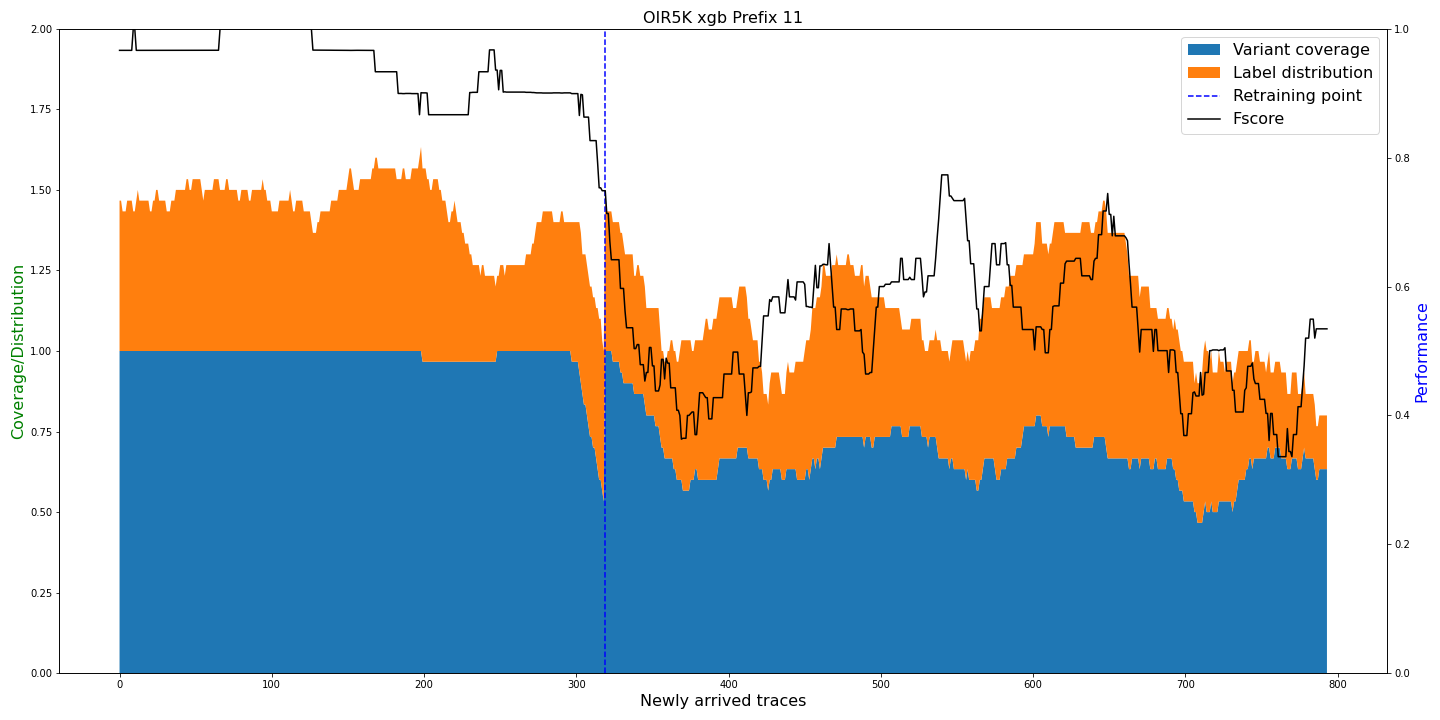 OIR5K xgb Prefix 11
2.00
1.75
1.50
1.25
1.00
0.75
0.50
0.25
0.00
Coverage/Distribution
Variant coverage
Label distribution
Retraining point
Fscore
1.0
0.8
0.6
0.4
0.2
0.0
Performance
0 100 200 300 400 500 600 700 800
Newly arrived traces